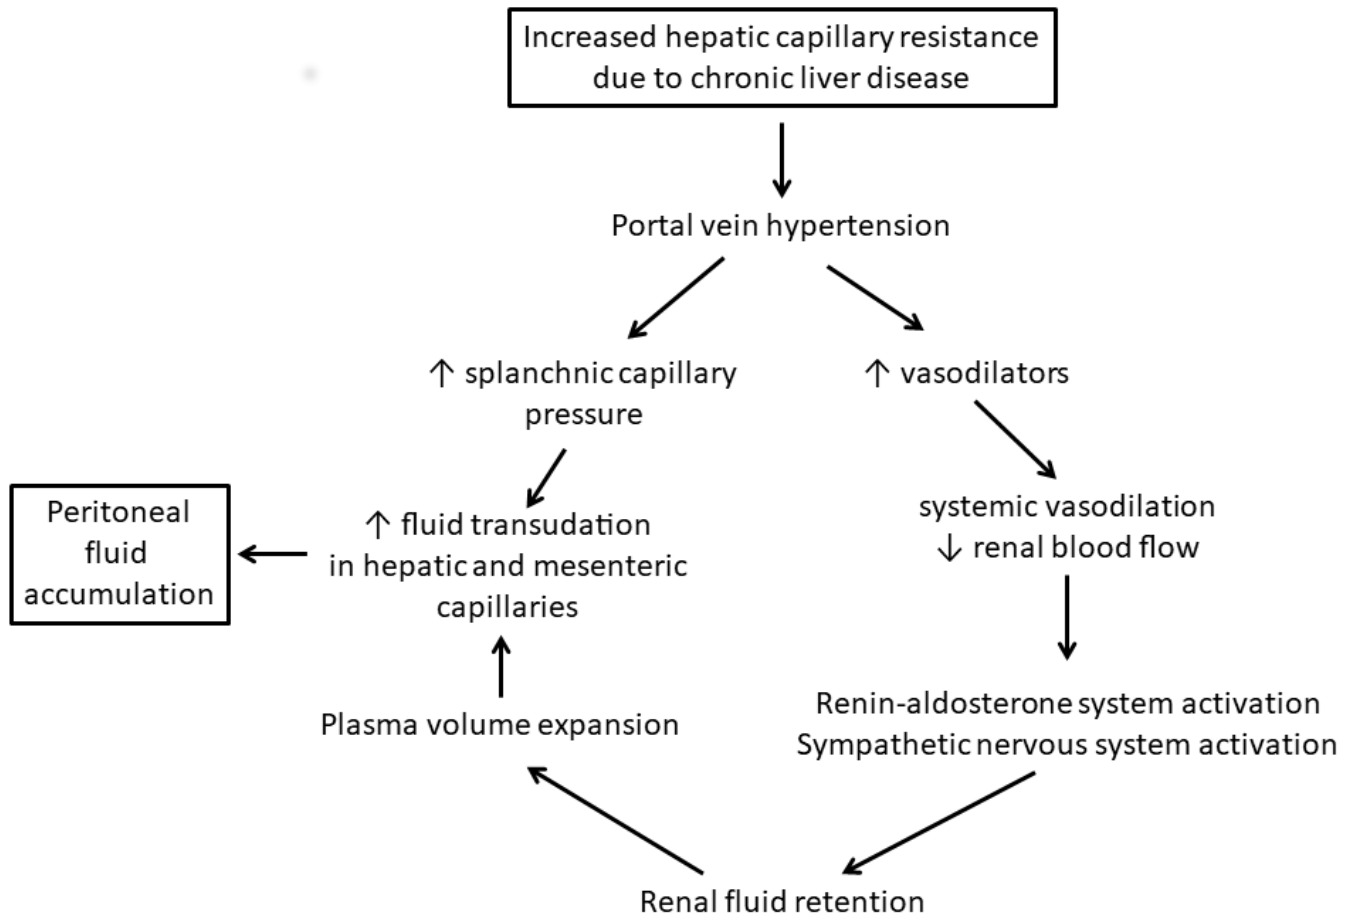 Increased hepatic capillary resistance
due to chronic liver disease
Portal vein hypertension
↑ splanchnic capillary
pressure
↑ vasodilators
Peritoneal
fluid
accumulation
↑ fluid transudation
in hepatic and mesenteric
capillaries
systemic vasodilation
↓ renal blood flow
Plasma volume expansion
Renin-aldosterone system activation
Sympathetic nervous system activation
Renal fluid retention